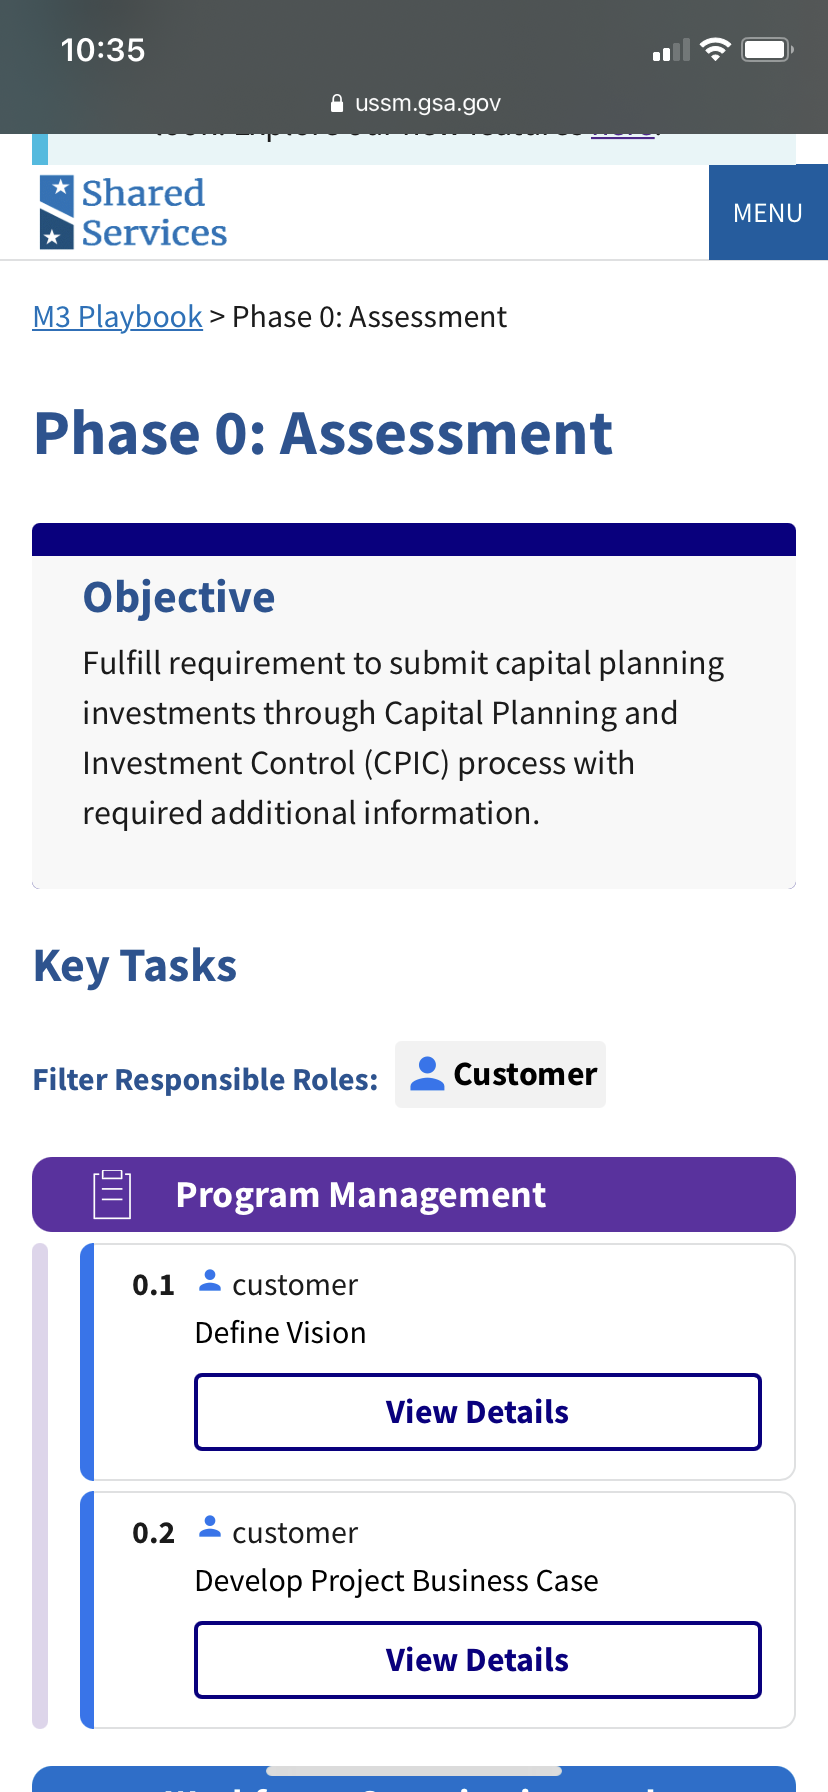 10:35
ussm.gsa.gov
Shared
Services
MENU
M3 Playbook > Phase 0: Assessment
Phase 0: Assessment
Objective
Fulfill requirement to submit capital planning
investments through Capital Planning and
Investment Control (CPIC) process with
required additional information.
Key Tasks
Filter Responsible Roles: Customer
Program Management
0.1 customer
Define Vision
View Details
0.2 customer
Develop Project Business Case
View Details